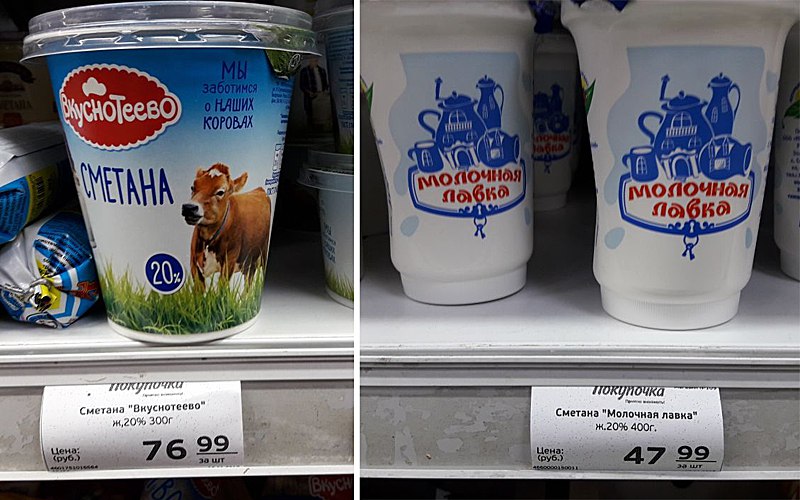 ВКУСНОТЕЕВО
МЫ
заботимся
о НАШИХ
КОРОВАХ
СМЕТАНА
20%
Покупочка
Сметана "Вкуснотеево"
ж,20% 300г
Цена:
(руб.)
76 99
за шт
4601751016664
МОЛОЧНАЯ
ЛАВКА
МОЛОЧНАЯ
ЛАВКА
Покупочка
Сметана "Молочная лавка"
ж,20% 400г.
Цена:
(руб.)
47 99
за шт